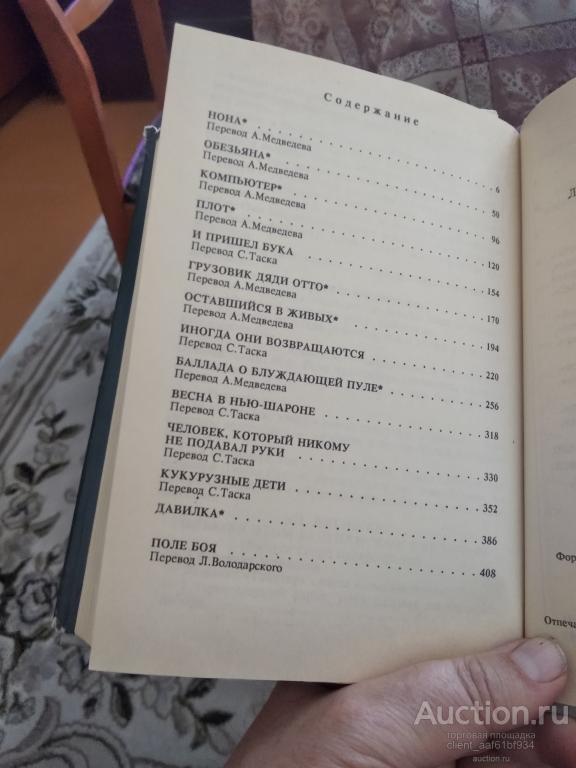 Содержание
НОНА* 6
Перевод А.Медведева
ОБЕЗЬЯНА* 50
Перевод А.Медведева
КОМПЬЮТЕР* 96
Перевод А.Медведева
ПЛОТ* 120
Перевод А.Медведева
И ПРИШЕЛ БУКА 154
Перевод С.Таска
ГРУЗОВИК ДЯДИ ОТТО* 170
Перевод А.Медведева
ОСТАВШИЙСЯ В ЖИВЫХ* 194
Перевод А.Медведева
ИНОГДА ОНИ ВОЗВРАЩАЮТСЯ 220
Перевод С.Таска
БАЛЛАДА О БЛУЖДАЮЩЕЙ ПУЛЕ* 256
Перевод А.Медведева
ВЕСНА В НЬЮ-ШАРОНЕ 318
Перевод С.Таска
ЧЕЛОВЕК, КОТОРЫЙ НИКОМУ
НЕ ПОДАВАЛ РУКИ 330
Перевод С.Таска
КУКУРУЗНЫЕ ДЕТИ 352
Перевод С.Таска
ДАВИЛКА* 386
ПОЛЕ БОЯ 408
Перевод Л.Володарского
Фор
Отпеча
Auction.ru
торговая площадка
client_aaf61bf934
auction.ru